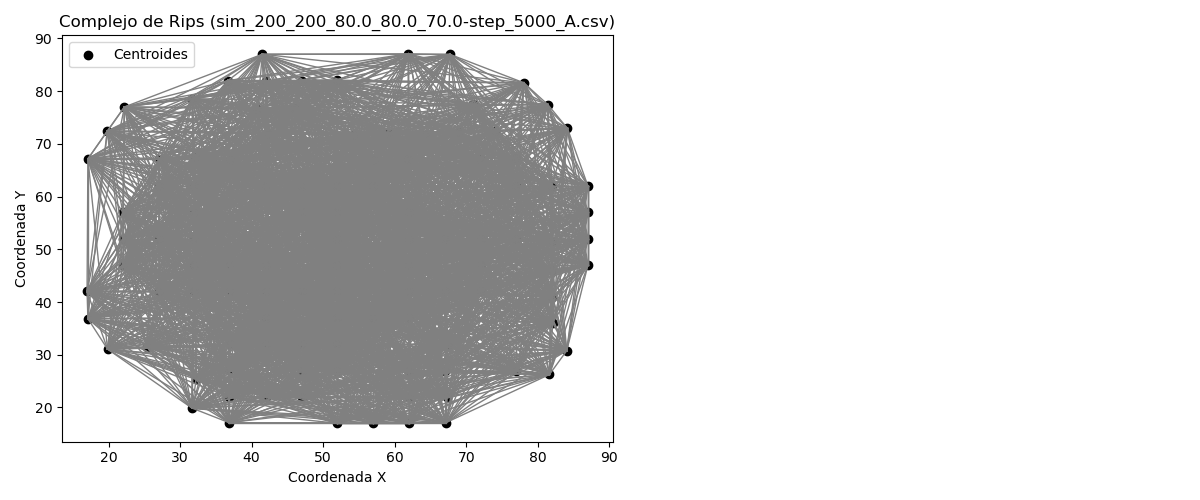 Complejo de Rips (sim_200_200_80.0_80.0_70.0-step_5000_A.csv)
Centroides
Coordenada Y
90
80
70
60
50
40
30
20
20 30 40 50 60 70 80 90
Coordenada X